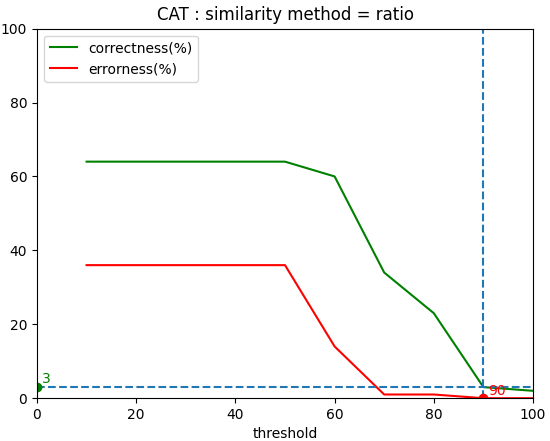 CAT : similarity method = ratio
100
80
60
40
20
0
correctness(%)
errorness(%)
3
90
0 20 40 60 80 100
threshold